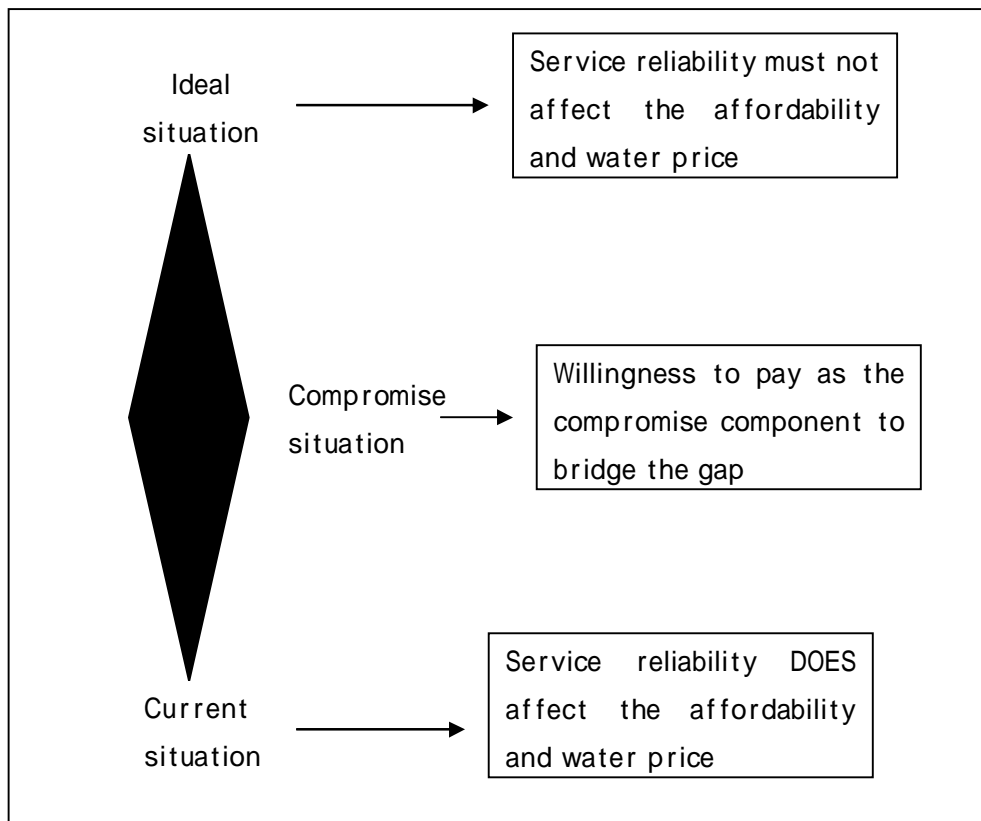 Ideal
situation
Service reliability must not
affect the affordability
and water price
Compromise
situation
Willingness to pay as the
compromise component to
bridge the gap
Current
situation
Service reliability DOES
affect the affordability
and water price